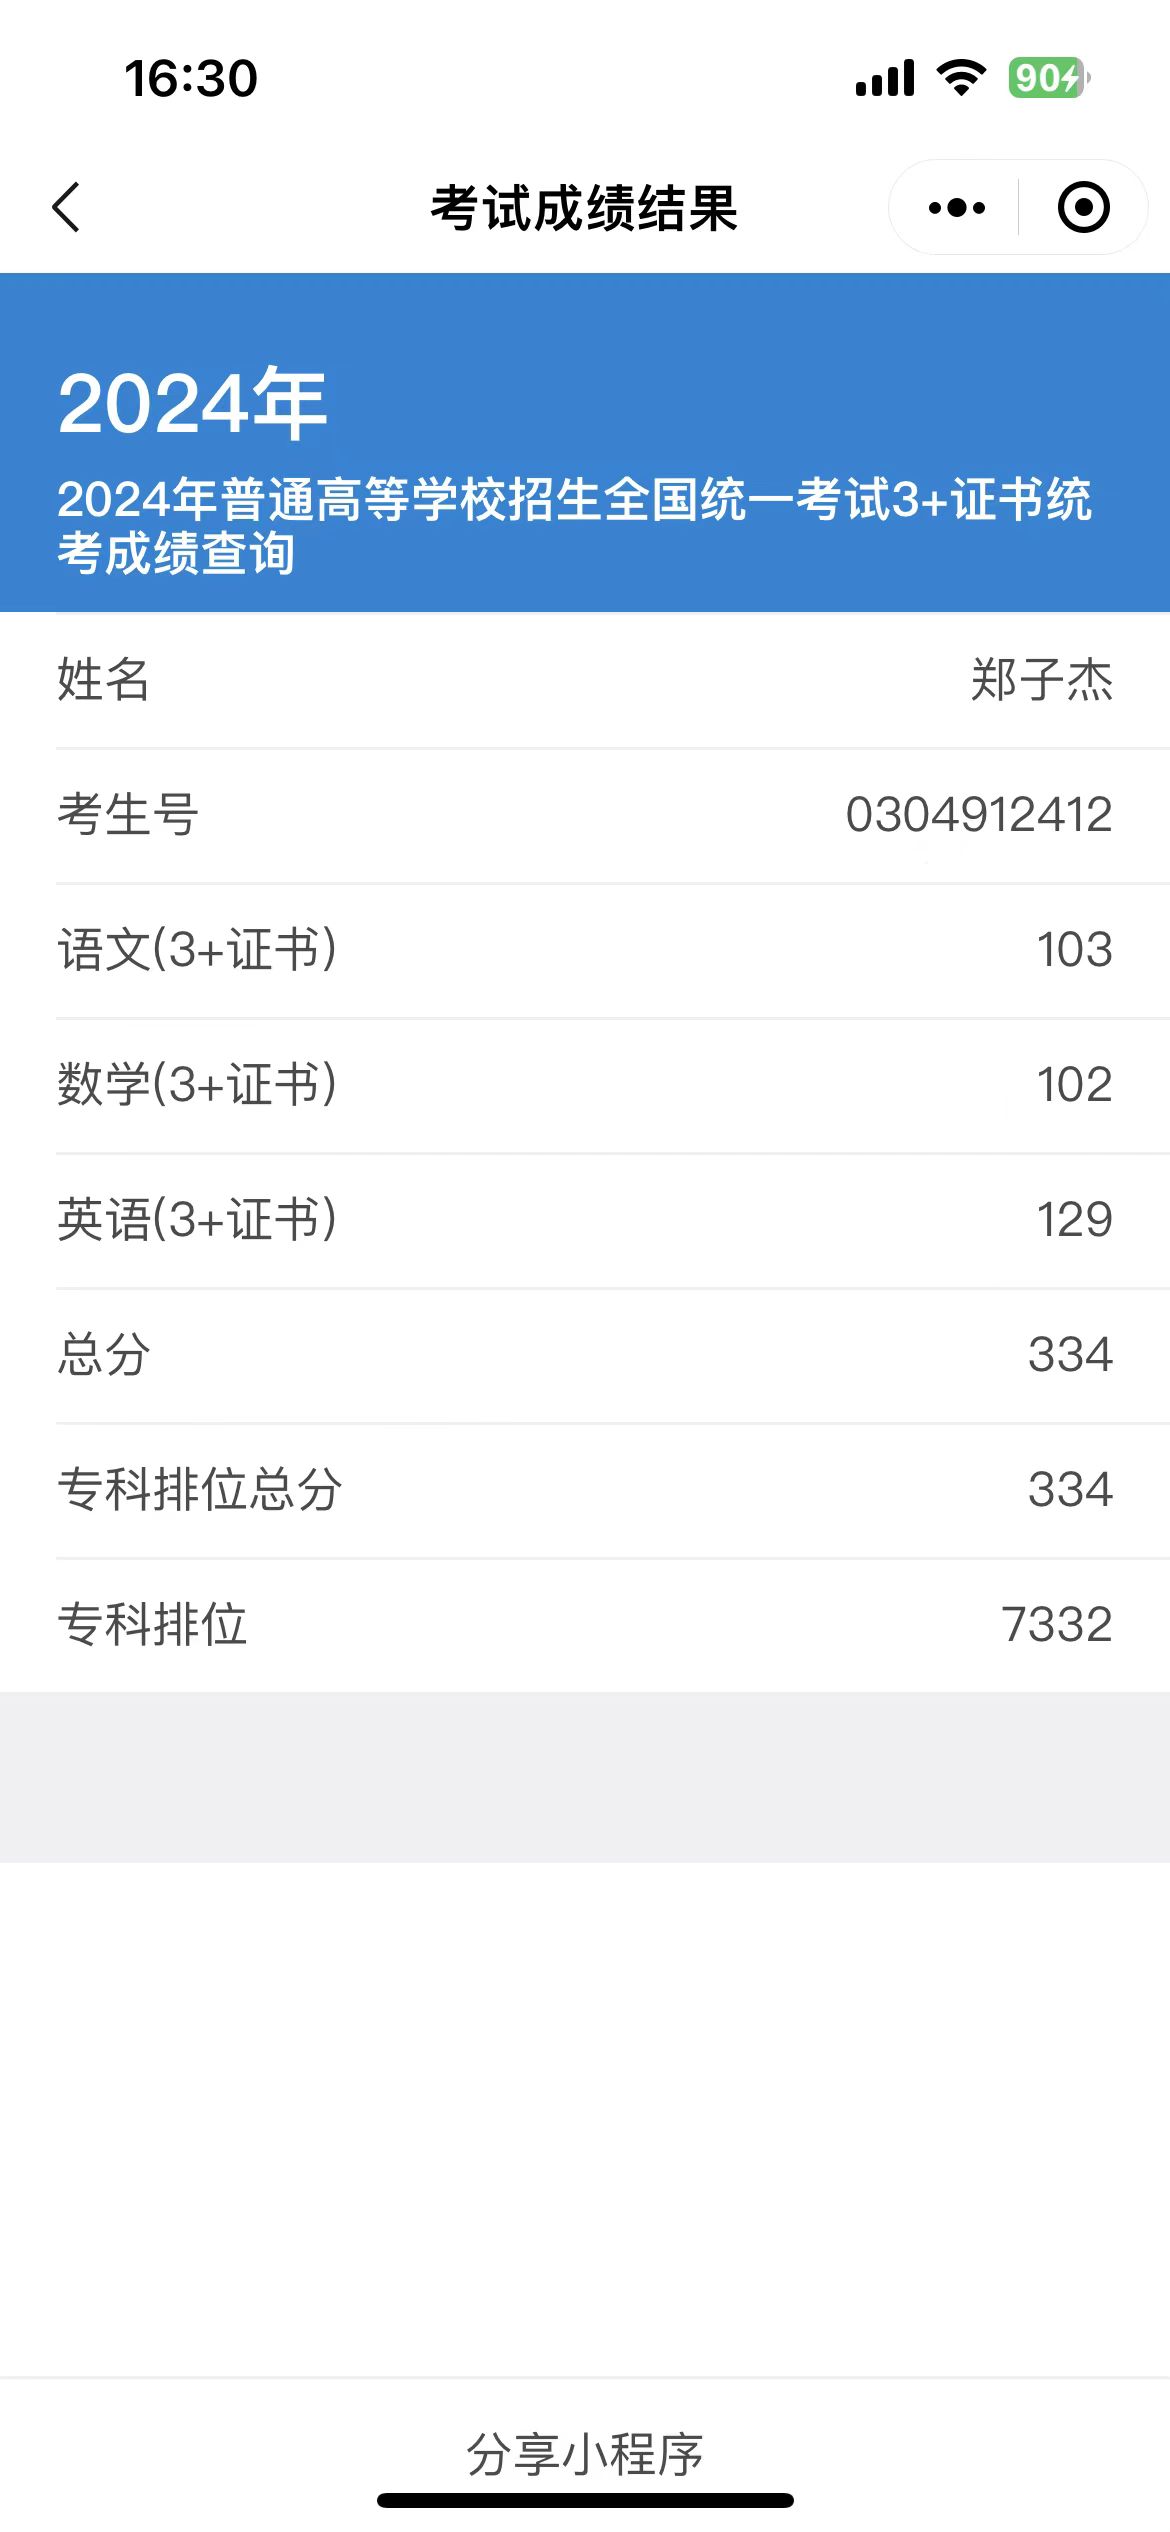 16:30
90
考试成绩结果
2024年
2024年普通高等学校招生全国统一考试3+证书统
考成绩查询
姓名 郑子杰
考生号 0304912412
语文(3+证书) 103
数学(3+证书) 102
英语(3+证书) 129
总分 334
专科排位总分 334
专科排位 7332
分享小程序